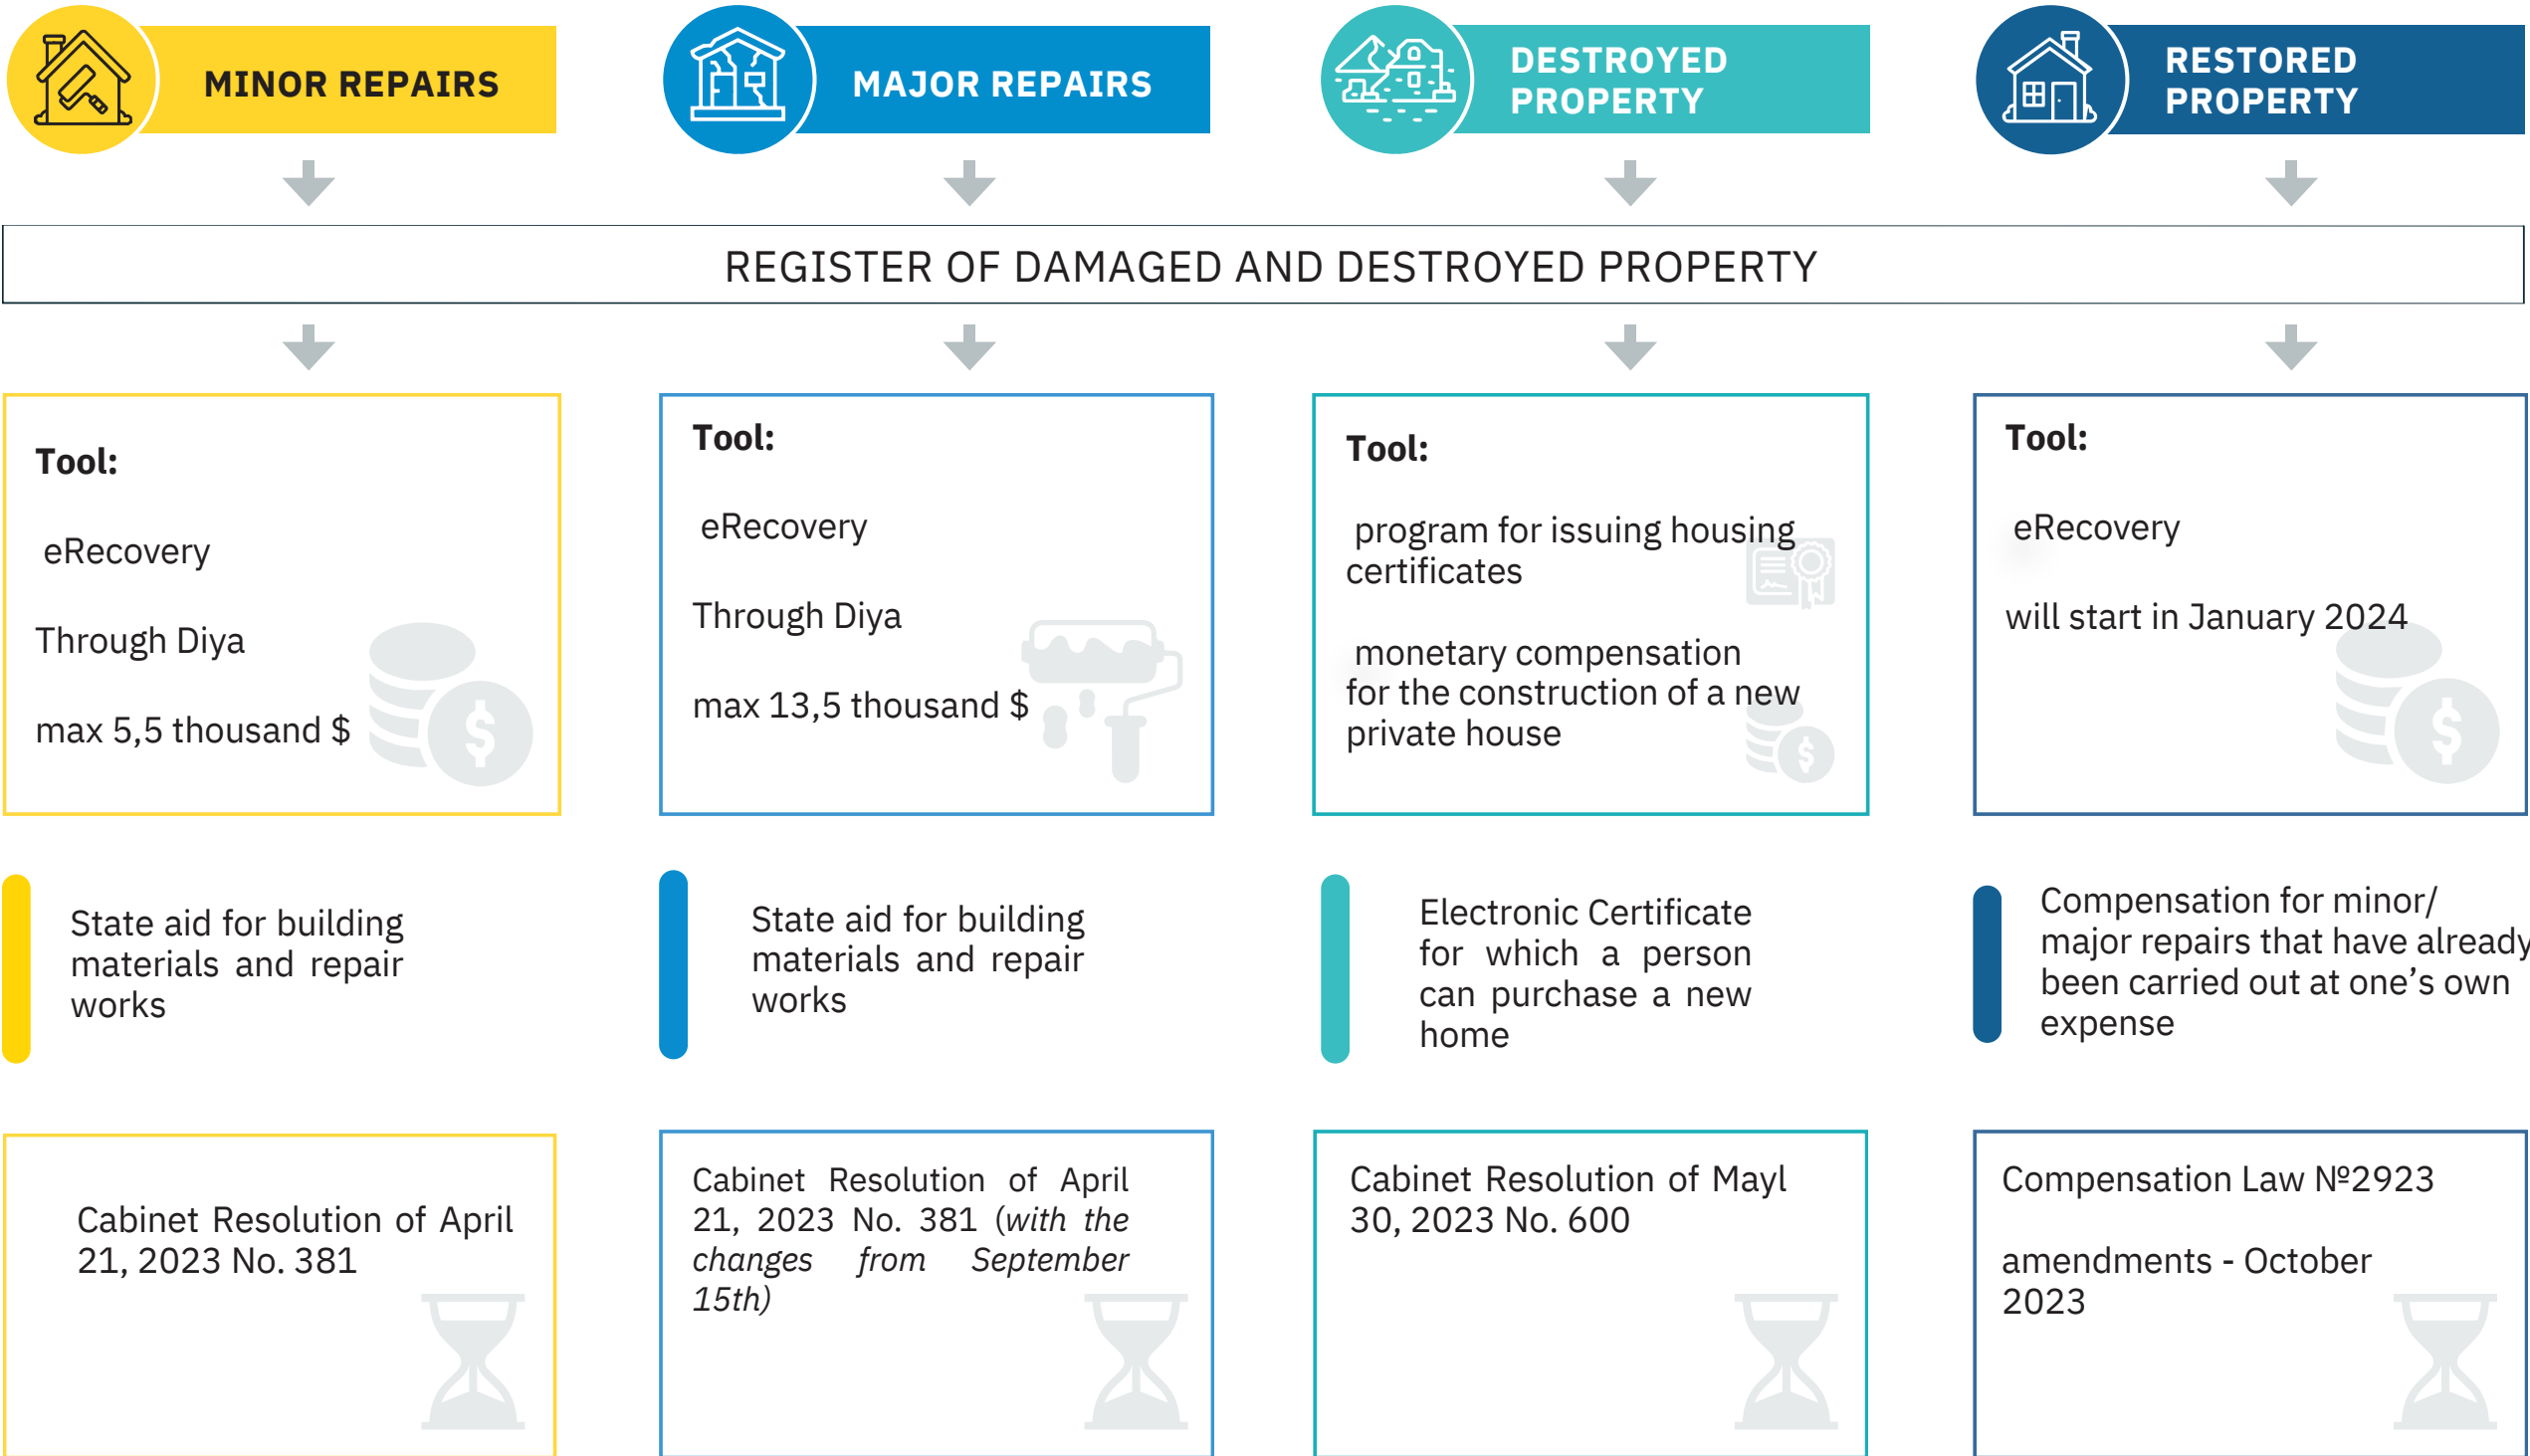 MINOR REPAIRS
MAJOR REPAIRS
DESTROYED
PROPERTY
RESTORED
PROPERTY
REGISTER OF DAMAGED AND DESTROYED PROPERTY
Tool:
eRecovery
Through Diya
max 5,5 thousand $
Tool:
eRecovery
Through Diya
max 13,5 thousand $
Tool:
program for issuing housing
certificates
monetary compensation
for the construction of a new
private house
Tool:
eRecovery
will start in January 2024
State aid for building
materials and repair
works
State aid for building
materials and repair
works
Electronic Certificate
for which a person
can purchase a new
home
Compensation for minor/
major repairs that have already
been carried out at one’s own
expense
Cabinet Resolution of April
21, 2023 No. 381
Cabinet Resolution of April
21, 2023 No. 381 (with the
changes from September
15th)
Cabinet Resolution of Mayl
30, 2023 No. 600
Compensation Law №2923
amendments - October
2023